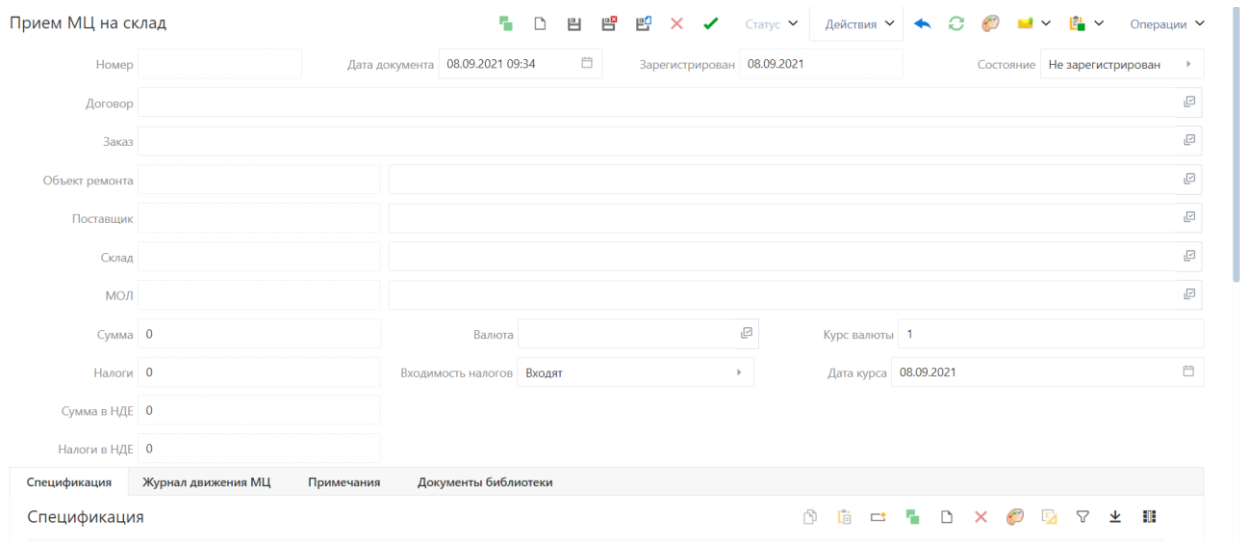 Прием МЦ на склад Статус Действия Операции
Номер Дата документа 08.09.2021 09:34 Зарегистрирован 08.09.2021 Состояние Не зарегистрирован
Договор
Заказ
Объект ремонта
Поставщик
Склад
МОЛ
Сумма 0 Валюта Курс валюты 1
Налоги 0 Входимость налогов Входят Дата курса 08.09.2021
Сумма в НДЕ 0
Налоги в НДЕ 0
Спецификация Журнал движения МЦ Примечания Документы библиотеки
Спецификация